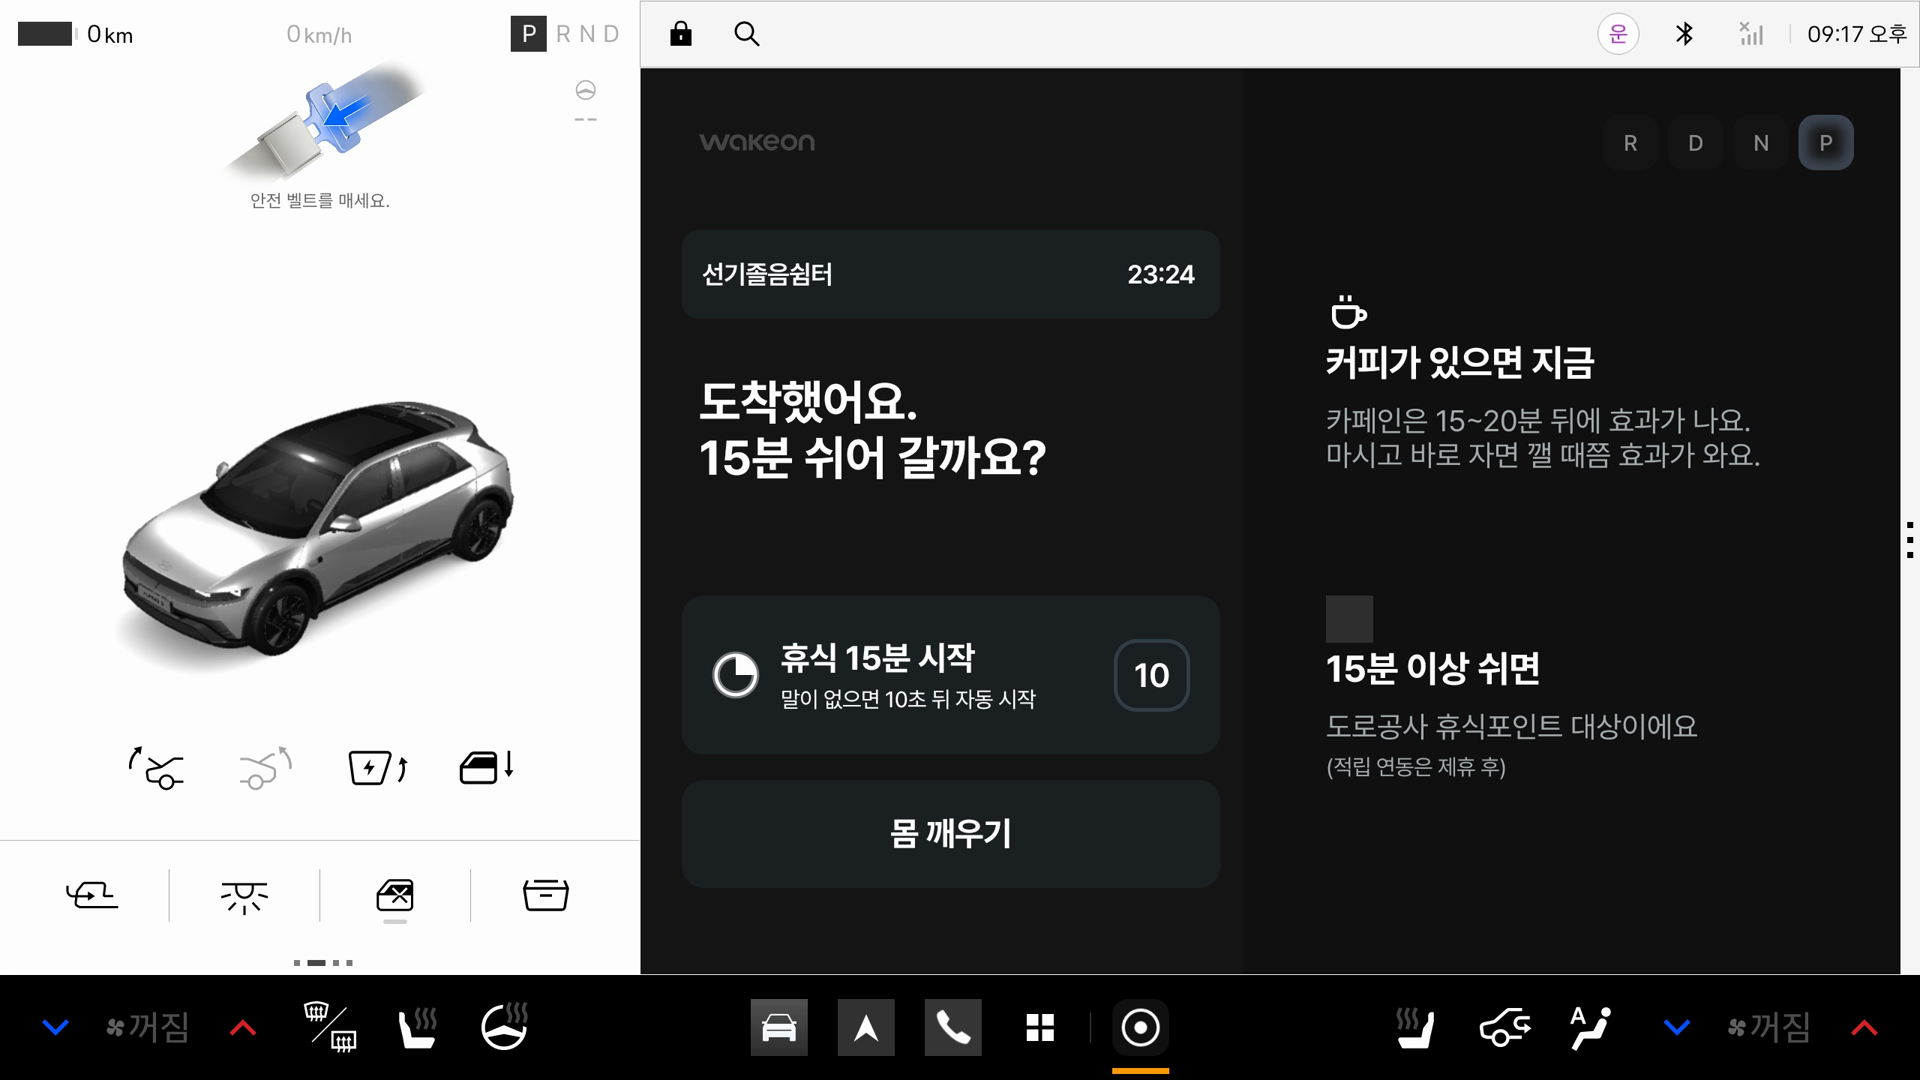 0 km
0 km/h
P R N D
운
09:17 오후
안전 벨트를 매세요.
--
wakeon
R D N P
선기졸음쉼터
23:24
도착했어요.
15분 쉬어 갈까요?
휴식 15분 시작
말이 없으면 10초 뒤 자동 시작
10
몸 깨우기
커피가 있으면 지금
카페인은 15~20분 뒤에 효과가 나요.
마시고 바로 자면 깰 때쯤 효과가 와요.
15분 이상 쉬면
도로공사 휴식포인트 대상이에요
(적립 연동은 제휴 후)
꺼짐
A
꺼짐